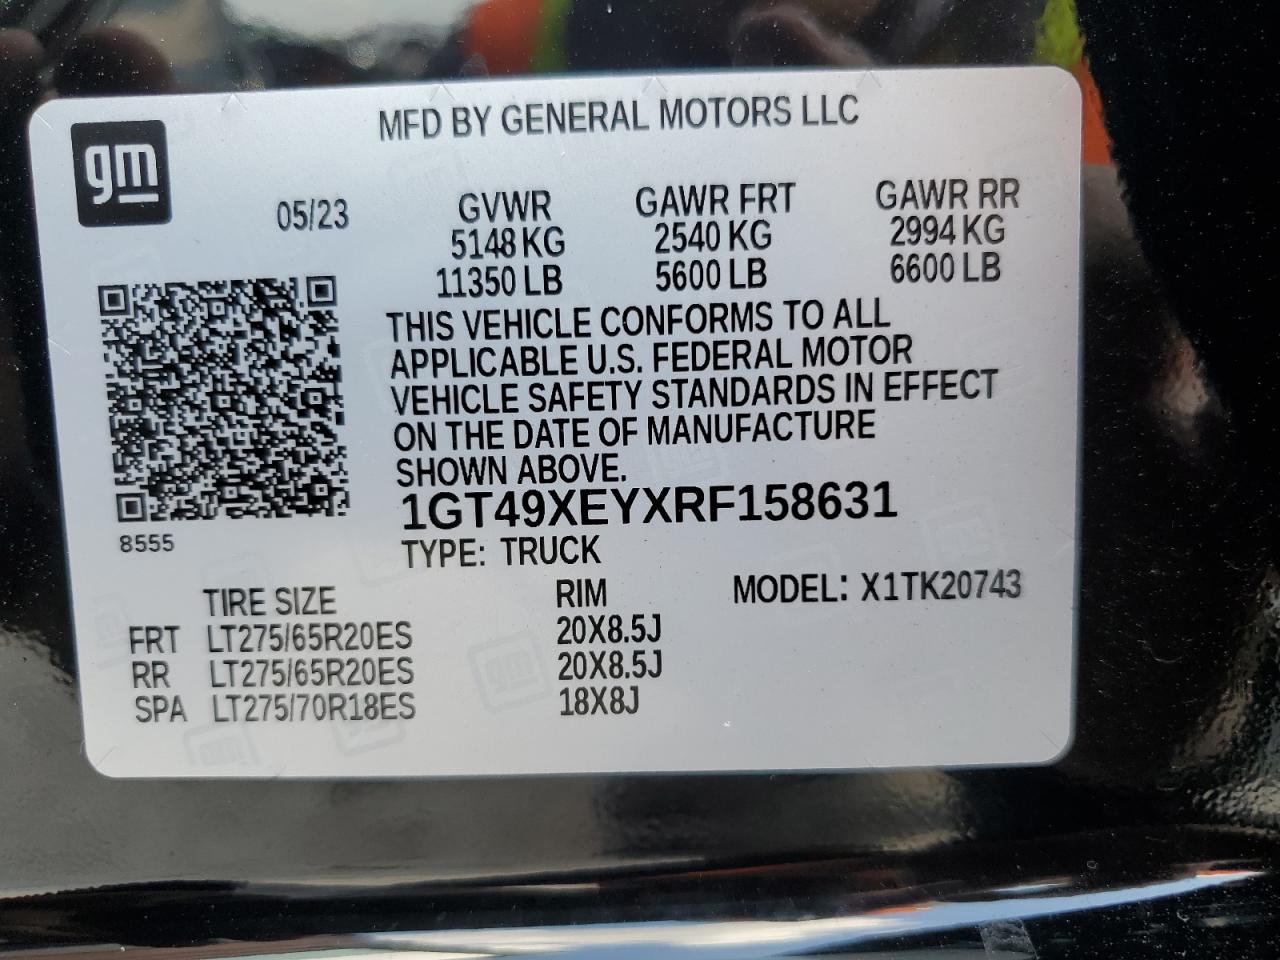 MFD BY GENERAL MOTORS LLC
gm
05/23
GVWR GAWR FRT GAWR RR
5148 KG 2540 KG 2994 KG
11350 LB 5600 LB 6600 LB
THIS VEHICLE CONFORMS TO ALL
APPLICABLE U.S. FEDERAL MOTOR
VEHICLE SAFETY STANDARDS IN EFFECT
ON THE DATE OF MANUFACTURE
SHOWN ABOVE.
1GT49XEYXRF158631
8555
TYPE: TRUCK
TIRE SIZE RIM MODEL: X1TK20743
FRT LT275/65R20ES 20X8.5J
RR LT275/65R20ES 20X8.5J
SPA LT275/70R18ES 18X8J